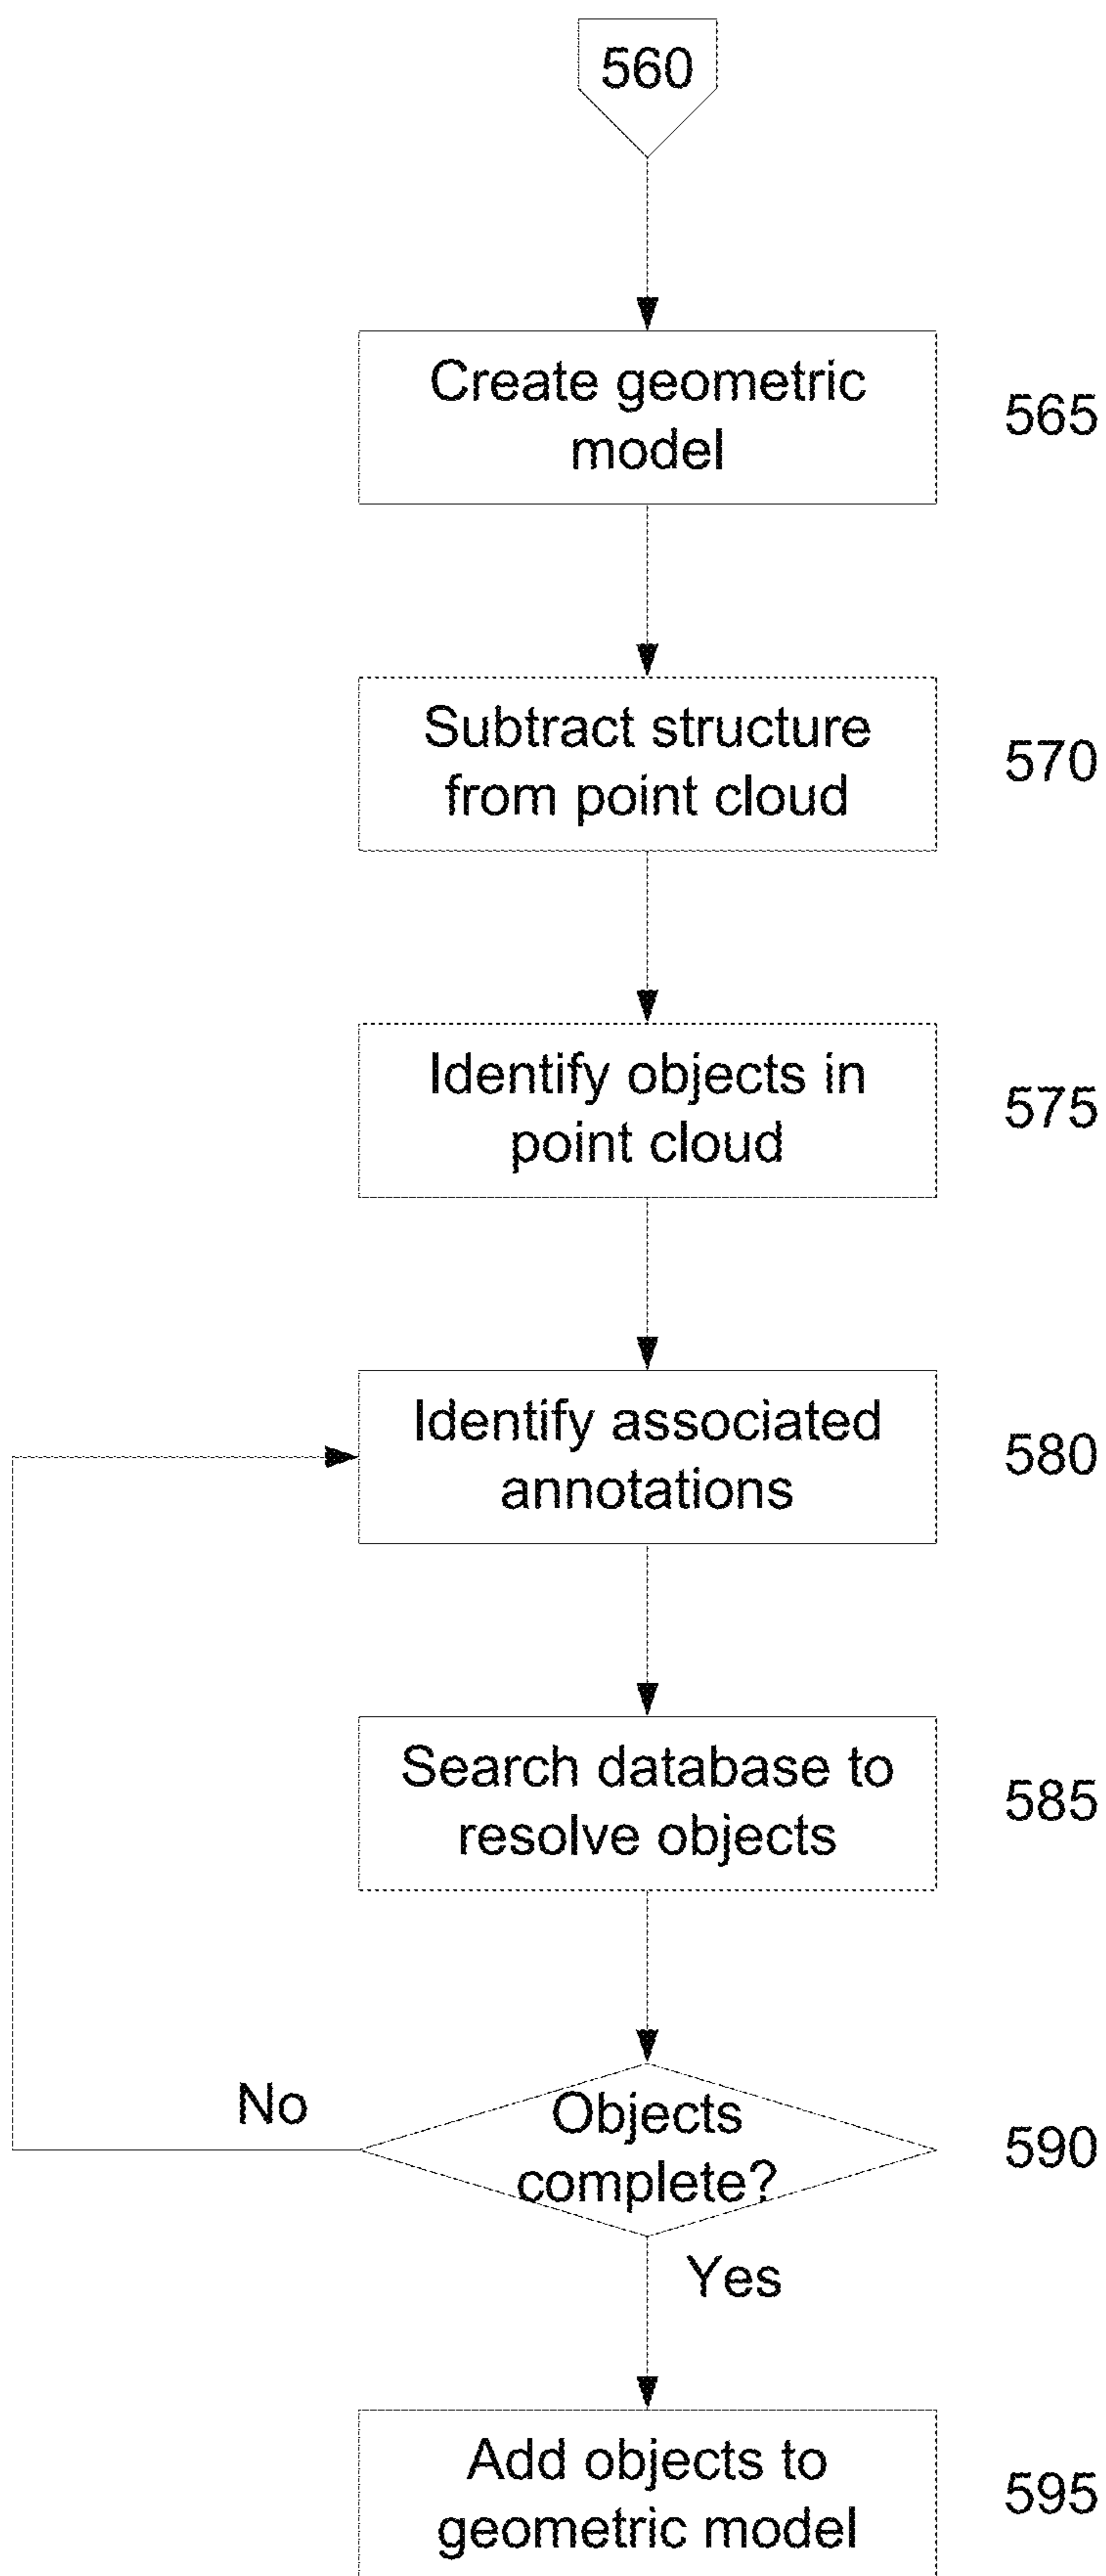 560
Create geometric
model
565
Subtract structure
from point cloud
570
Identify objects in
point cloud
575
Identify associated
annotations
580
Search database to
resolve objects
585
No
Objects
complete?
590
Yes
Add objects to
geometric model
595